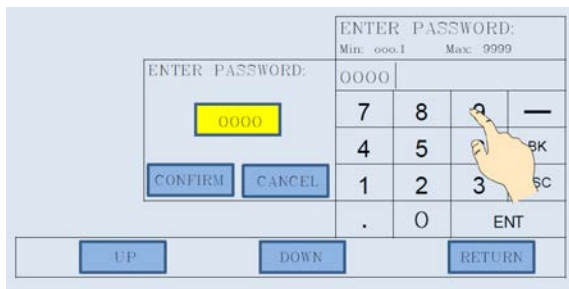 ENTER PASSWORD:
Min: ooo.1 Max: 9999
ENTER PASSWORD:
0000
0000
7 8 9 —
4 5 BK
CONFIRM CANCEL
1 2 3 SC
. 0 ENT
UP DOWN RETURN